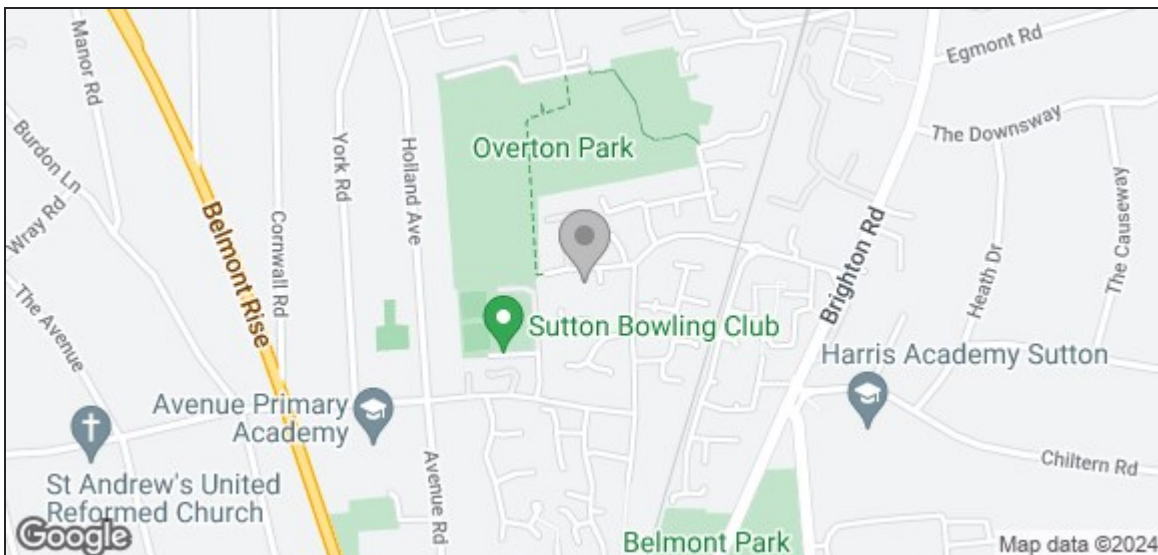 Manor Rd
Egmont Rd
Burdon Ln
York Rd
Holland Ave
Overton Park
The Downsway
The Causeway
Wray Rd
Belmont Rise
Cornwall Rd
Brighton Rd
Heath Dr
The Avenue
Sutton Bowling Club
Harris Academy Sutton
Avenue Primary
Academy
St Andrew's United
Reformed Church
Avenue Rd
Chiltern Rd
Belmont Park
Google
Map data ©2024